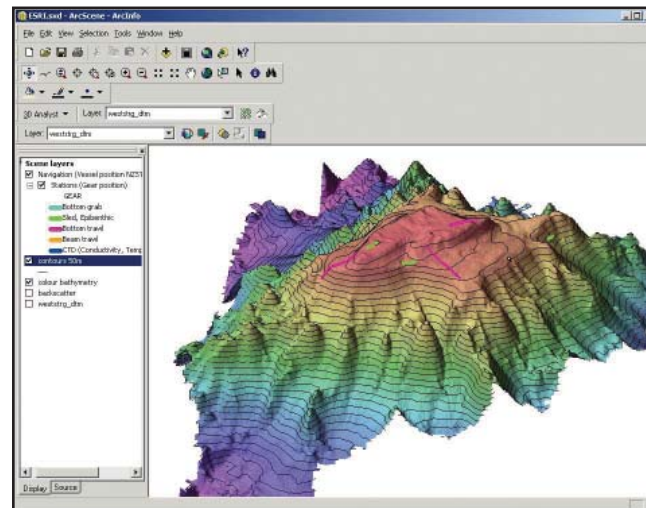 ESRI.sxd - ArcScene - ArcInfo
File Edit View Selection Tools Window Help
3D Analyst Layer: weststrg_dtm
Layer: weststrg_dtm
Scene layers
Navigation (Vessel position NZST
Stations (Gear position)
GEAR
Bottom grab
Sled, Epibenthic
Bottom trawl
Beam trawl
CTD (Conductivity, Temp
contours 50m
colour bathymetry
backscatter
weststrg_dtm
Display Source